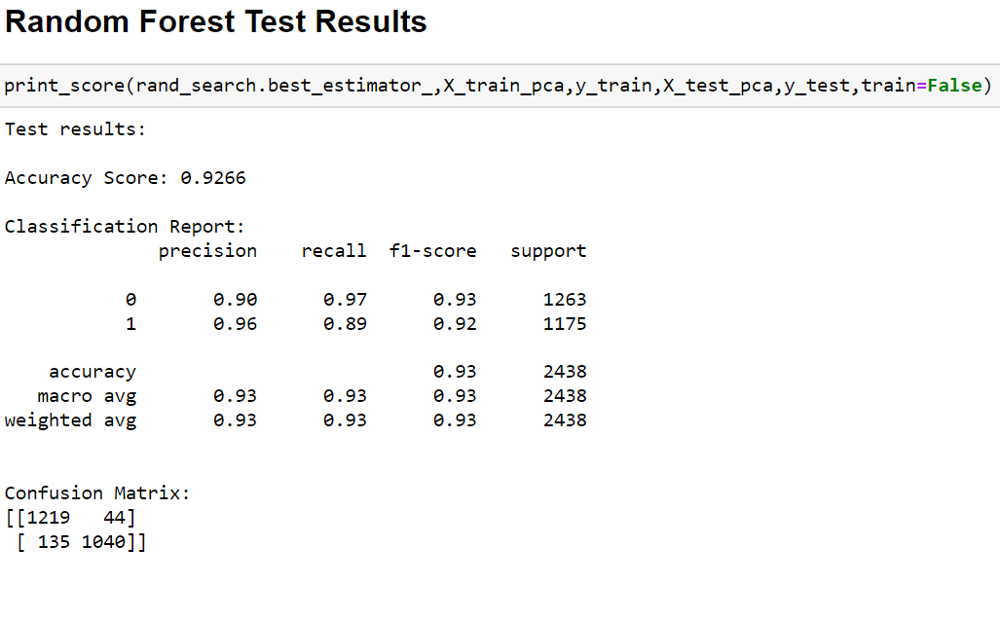 Random Forest Test Results
print_score(rand_search.best_estimator_,X_train_pca,y_train,X_test_pca,y_test,train=False)
Test results:
Accuracy Score: 0.9266
Classification Report:
precision recall f1-score support
0 0.90 0.97 0.93 1263
1 0.96 0.89 0.92 1175
accuracy 0.93 2438
macro avg 0.93 0.93 0.93 2438
weighted avg 0.93 0.93 0.93 2438
Confusion Matrix:
[[1219 44]
[ 135 1040]]